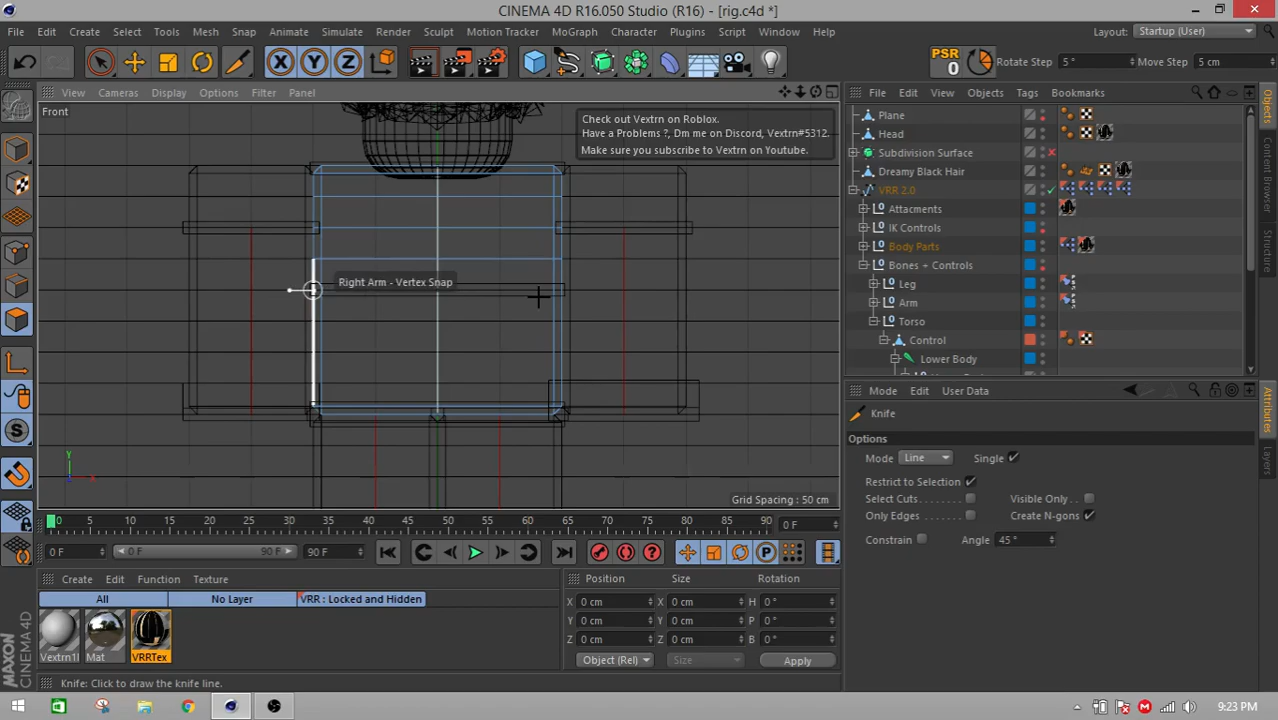 CINEMA 4D R16.050 Studio (R16) - [rig.c4d *]
File Edit Create Select Tools Mesh Snap Animate Simulate Render Sculpt Motion Tracker MoGraph Character Plugins Script Window Help
Layout: Startup (User)
PSR
0
Rotate Step 5 ° Move Step 5 cm
View Cameras Display Options Filter Panel
File Edit View Objects Tags Bookmarks
Front
Check out Vextrn on Roblox.
Have a Problems ?, Dm me on Discord, Vextrn#5312.
Make sure you subscribe to Vextrn on Youtube.
Plane
Head
Subdivision Surface
Dreamy Black Hair
VRR 2.0
Attacments
IK Controls
Body Parts
Bones + Controls
Leg
Arm
Torso
Control
Lower Body
Objects
Content Browser
Right Arm - Vertex Snap
Y
X
Grid Spacing : 50 cm
Mode Edit User Data
Knife
Options
Mode Line Single
Restrict to Selection
Select Cuts Visible Only
Only Edges Create N-gons
Constrain Angle 45 °
Attributes
Layers
0 5 10 15 20 25 30 35 40 45 50 55 60 65 70 75 80 85 90 0 F
0 F 0 F 90 F 90 F
Create Edit Function Texture
All No Layer VRR : Locked and Hidden
Vextrn1 Mat VRRTex
Position Size Rotation
X 0 cm X 0 cm H 0 °
Y 0 cm Y 0 cm P 0 °
Z 0 cm Z 0 cm B 0 °
Object (Rel) Size Apply
MAXON
CINEMA 4D
Knife: Click to draw the knife line.
9:23 PM